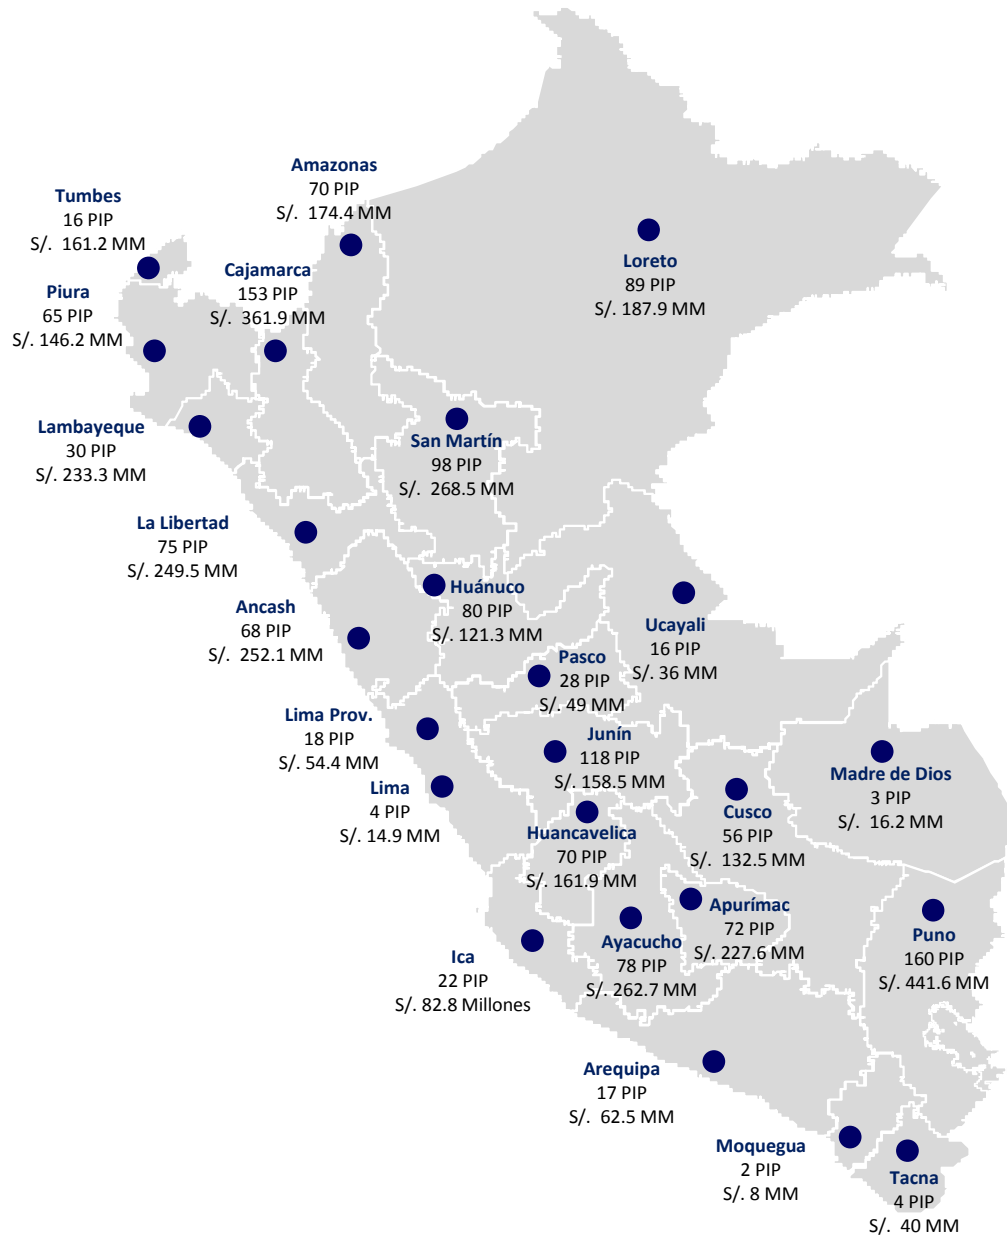 Amazonas
70 PIP
S/. 174.4 MM
Tumbes
16 PIP
S/. 161.2 MM
Loreto
89 PIP
S/. 187.9 MM
Cajamarca
153 PIP
S/. 361.9 MM
Piura
65 PIP
S/. 146.2 MM
Lambayeque
30 PIP
S/. 233.3 MM
San Martín
98 PIP
S/. 268.5 MM
La Libertad
75 PIP
S/. 249.5 MM
Huánuco
80 PIP
S/. 121.3 MM
Ancash
68 PIP
S/. 252.1 MM
Ucayali
16 PIP
S/. 36 MM
Pasco
28 PIP
S/. 49 MM
Lima Prov.
18 PIP
S/. 54.4 MM
Junín
118 PIP
S/. 158.5 MM
Madre de Dios
3 PIP
S/. 16.2 MM
Lima
4 PIP
S/. 14.9 MM
Cusco
56 PIP
S/. 132.5 MM
Huancavelica
70 PIP
S/. 161.9 MM
Apurímac
72 PIP
S/. 227.6 MM
Puno
160 PIP
S/. 441.6 MM
Ayacucho
78 PIP
S/. 262.7 MM
Ica
22 PIP
S/. 82.8 Millones
Arequipa
17 PIP
S/. 62.5 MM
Moquegua
2 PIP
S/. 8 MM
Tacna
4 PIP
S/. 40 MM